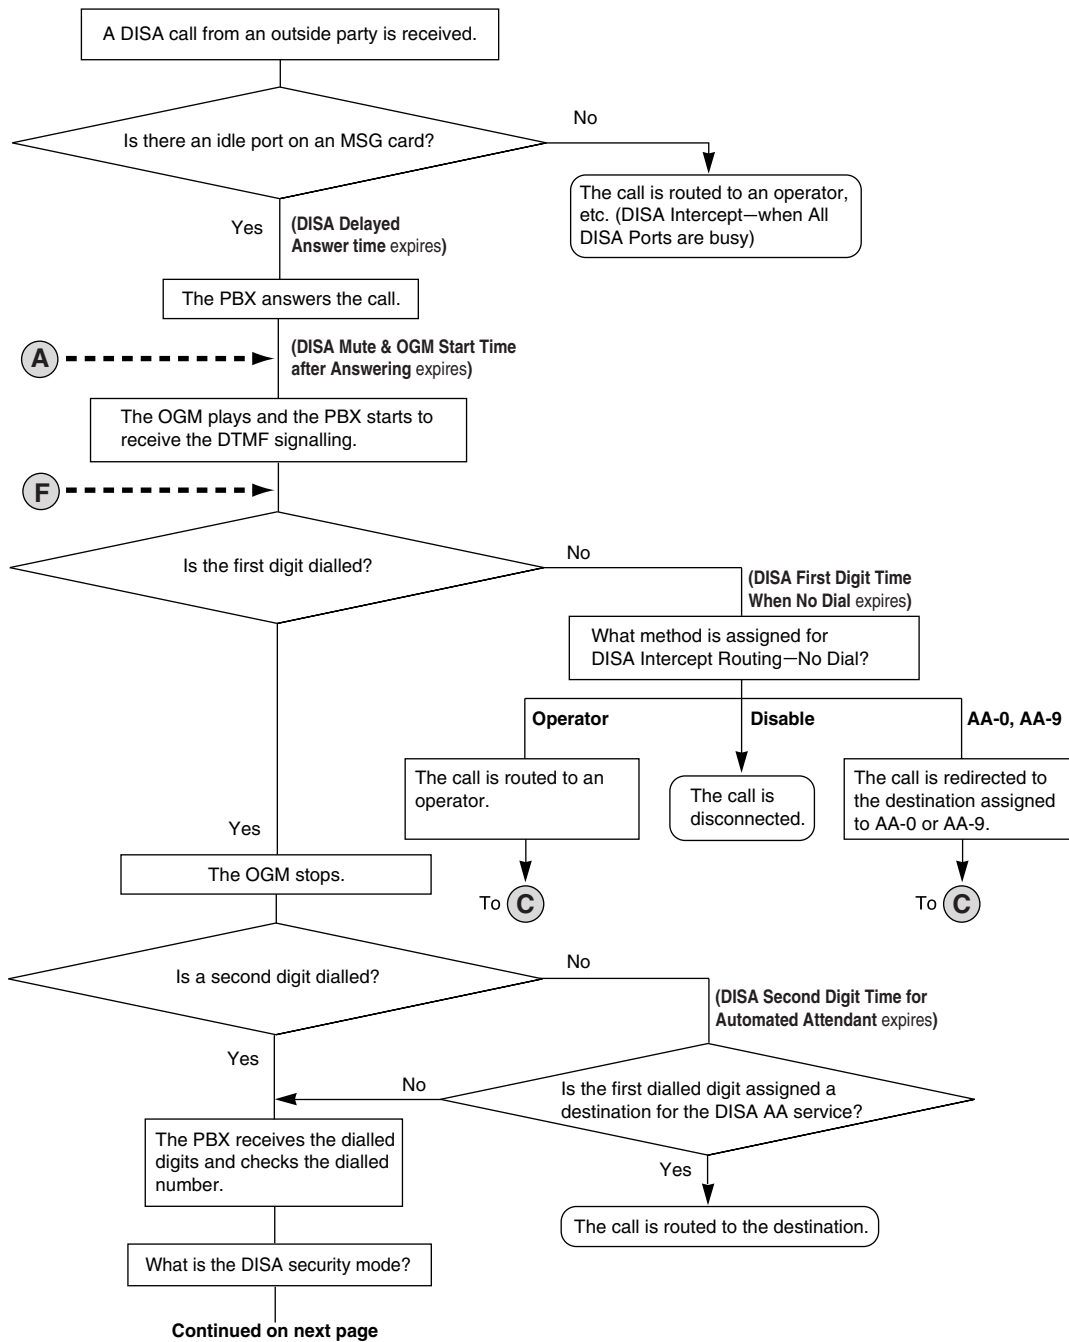 A DISA call from an outside party is received.
Is there an idle port on an MSG card?
No
The call is routed to an operator,
etc. (DISA Intercept—when All
DISA Ports are busy)
Yes
(DISA Delayed
Answer time expires)
The PBX answers the call.
A
(DISA Mute & OGM Start Time
after Answering expires)
The OGM plays and the PBX starts to
receive the DTMF signalling.
F
Is the first digit dialled?
No
(DISA First Digit Time
When No Dial expires)
What method is assigned for
DISA Intercept Routing—No Dial?
Operator
Disable
AA-0, AA-9
The call is routed to an
operator.
The call is
disconnected.
The call is redirected to
the destination assigned
to AA-0 or AA-9.
Yes
The OGM stops.
To C
To C
Is a second digit dialled?
No
(DISA Second Digit Time for
Automated Attendant expires)
Yes
No
Is the first dialled digit assigned a
destination for the DISA AA service?
The PBX receives the dialled
digits and checks the dialled
number.
Yes
The call is routed to the destination.
What is the DISA security mode?
Continued on next page